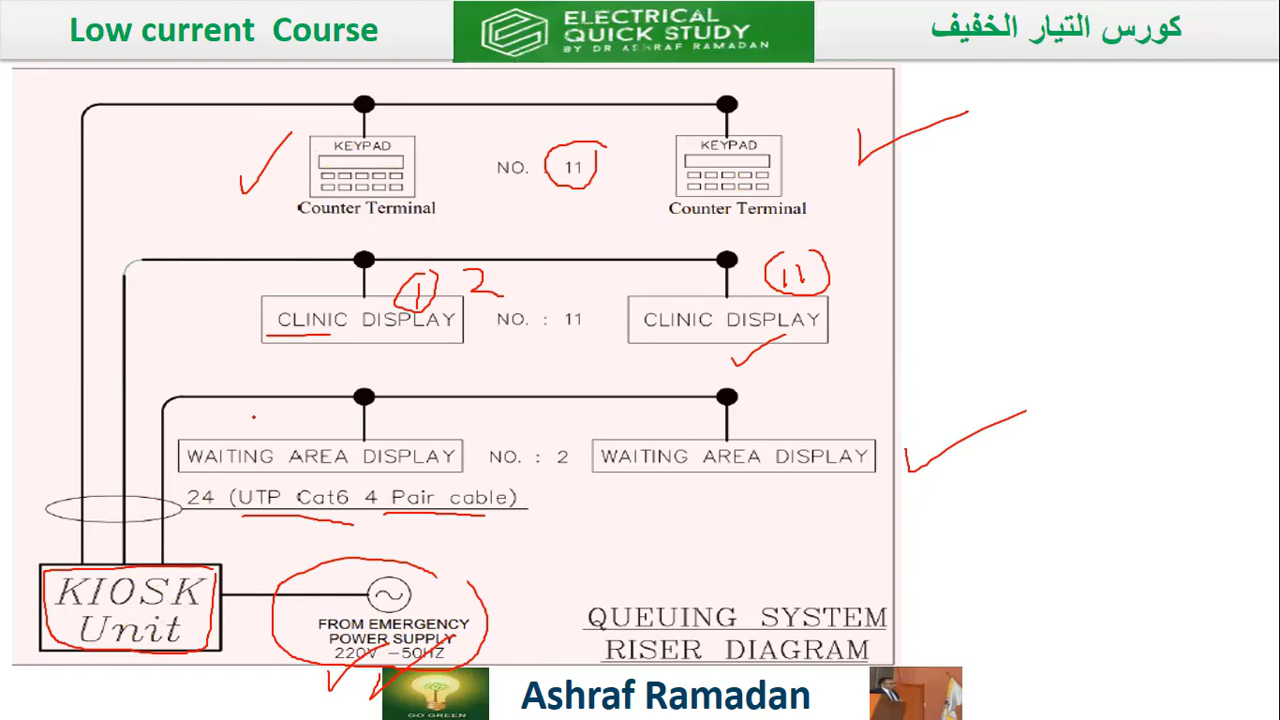 Low current Course
ELECTRICAL
QUICK STUDY
BY DR ASHRAF RAMADAN
كورس التيار الخفيف
KEYPAD
Counter Terminal
NO. : 11
KEYPAD
Counter Terminal
1 2
11
CLINIC DISPLAY
NO. : 11
CLINIC DISPLAY
WAITING AREA DISPLAY
NO. : 2
WAITING AREA DISPLAY
24 (UTP Cat6 4 Pair cable)
KIOSK
Unit
FROM EMERGENCY
POWER SUPPLY
220V -50HZ
QUEUING SYSTEM
RISER DIAGRAM
GO GREEN
Ashraf Ramadan